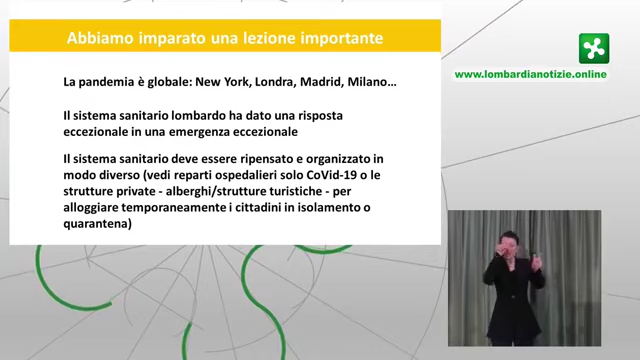 Abbiamo imparato una lezione importante
La pandemia è globale: New York, Londra, Madrid, Milano…
Il sistema sanitario lombardo ha dato una risposta
eccezionale in una emergenza eccezionale
Il sistema sanitario deve essere ripensato e organizzato in
modo diverso (vedi reparti ospedalieri solo CoVid-19 o le
strutture private - alberghi/strutture turistiche - per
alloggiare temporaneamente i cittadini in isolamento o
quarantena)
www.lombardianotizie.online